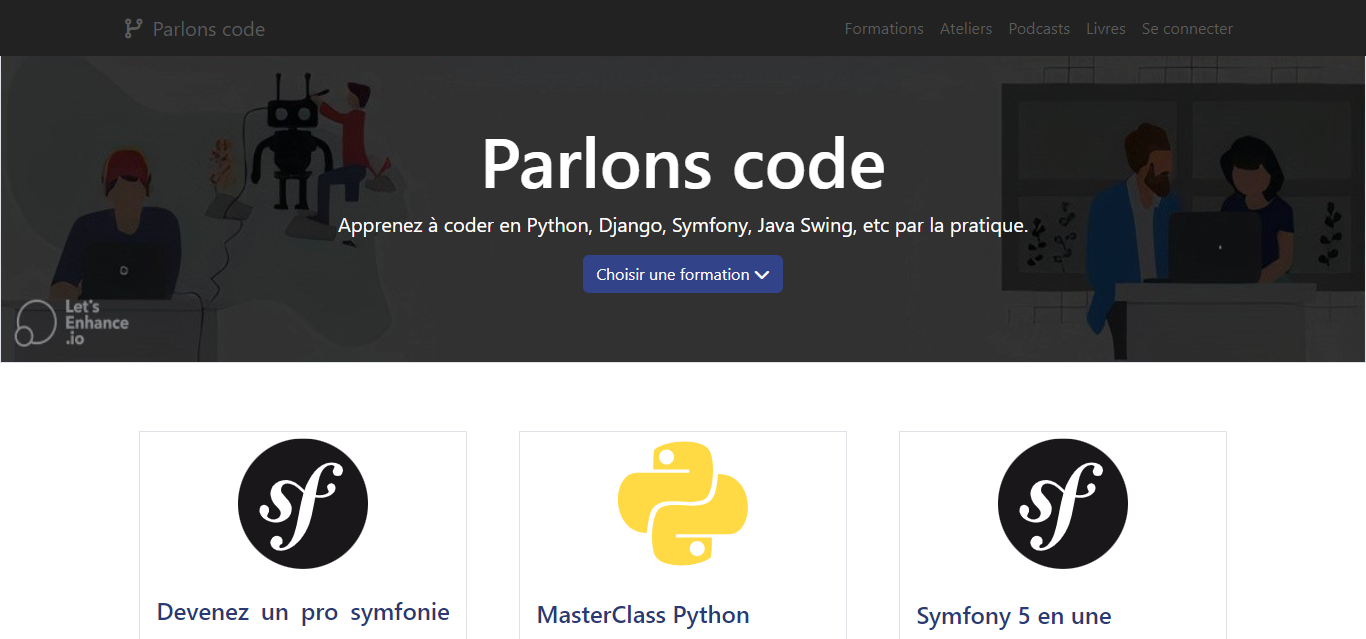 Parlons code
Formations Ateliers Podcasts Livres Se connecter
Parlons code
Apprenez à coder en Python, Django, Symfony, Java Swing, etc par la pratique.
Choisir une formation
Let's
Enhance
.io
sf
sf
Devenez un pro symfonie
MasterClass Python
Symfony 5 en une